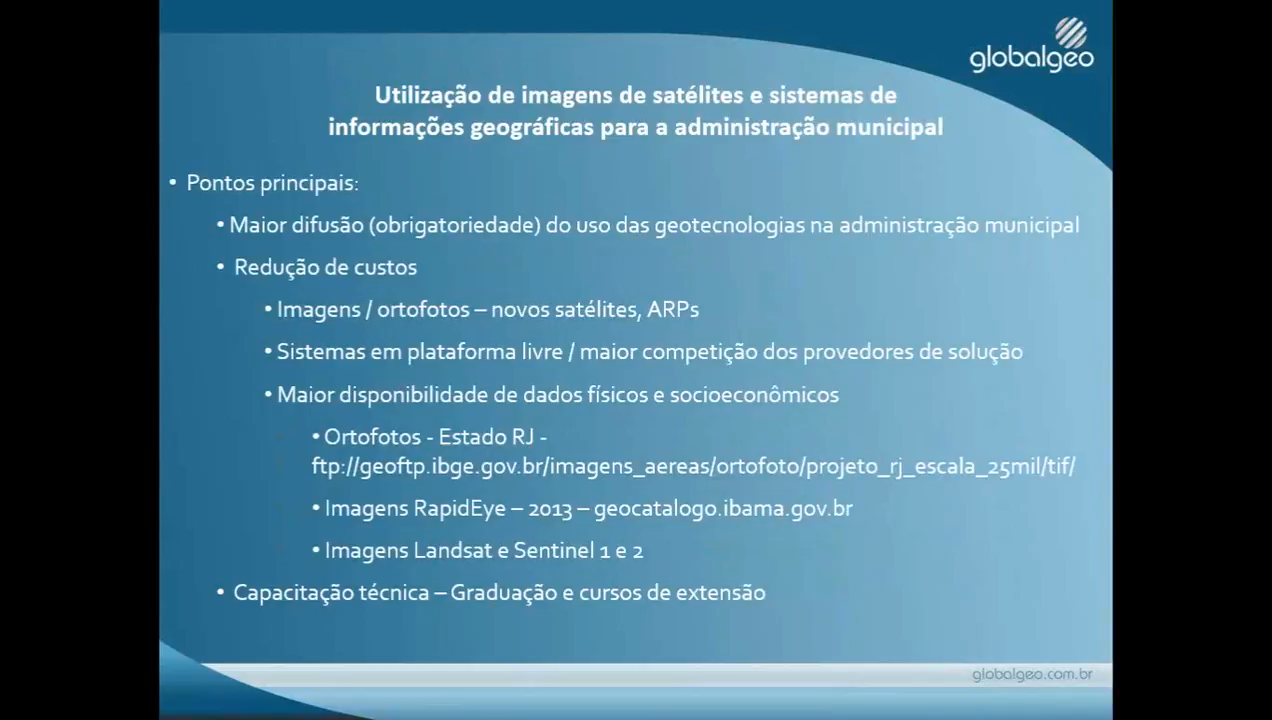 globalgeo
Utilização de imagens de satélites e sistemas de
informações geográficas para a administração municipal
• Pontos principais:
• Maior difusão (obrigatoriedade) do uso das geotecnologias na administração municipal
• Redução de custos
• Imagens / ortofotos – novos satélites, ARPs
• Sistemas em plataforma livre / maior competição dos provedores de solução
• Maior disponibilidade de dados físicos e socioeconômicos
• Ortofotos - Estado RJ -
ftp://geoftp.ibge.gov.br/imagens_aereas/ortofoto/projeto_rj_escala_25mil/tif/
• Imagens RapidEye – 2013 – geocatalogo.ibama.gov.br
• Imagens Landsat e Sentinel 1 e 2
• Capacitação técnica – Graduação e cursos de extensão
globalgeo.com.br